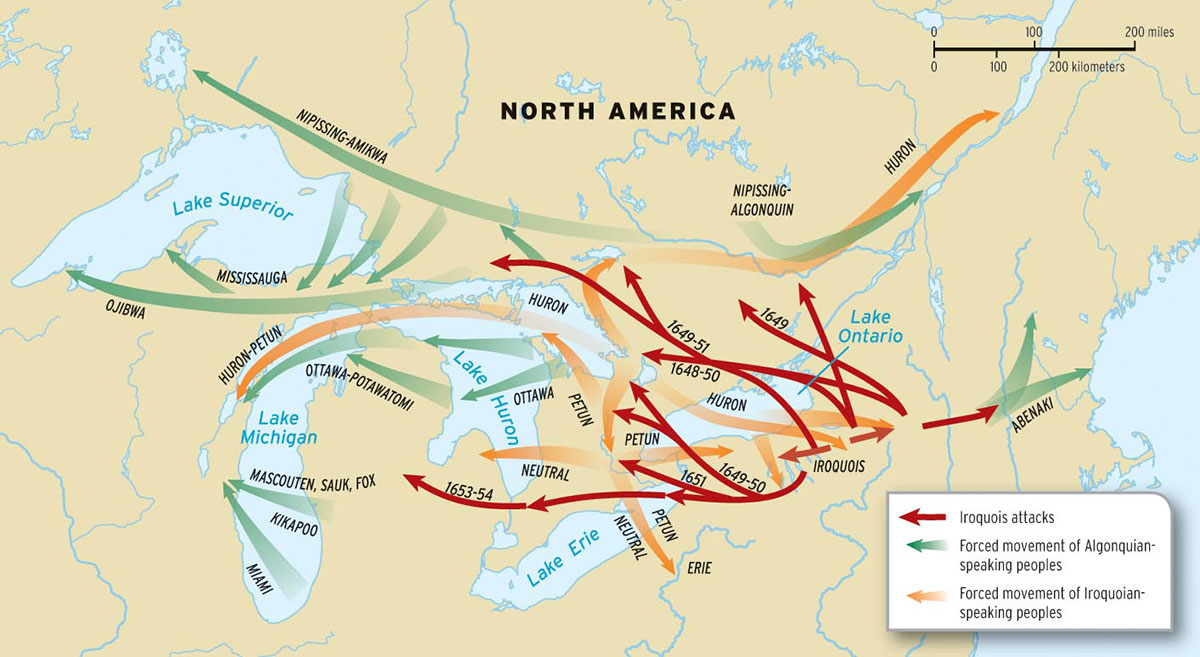 0 100 200 miles
0 100 200 kilometers
NORTH AMERICA
NIPISSING-AMIKWA
HURON
NIPISSING-
ALGONQUIN
Lake Superior
MISSISSAUGA
OJIBWA
HURON
1649-51
1649
Lake
Ontario
HURON-PETUN
1648-50
OTTAWA-POTAWATOMI
Lake Huron
OTTAWA
PETUN
HURON
ABENAKI
Lake
Michigan
PETUN
NEUTRAL
IROQUOIS
MASCOUTEN, SAUK, FOX
1653-54
1651
1649-50
KIKAPOO
NEUTRAL
PETUN
MIAMI
Lake Erie
ERIE
Iroquois attacks
Forced movement of Algonquian-
speaking peoples
Forced movement of Iroquoian-
speaking peoples